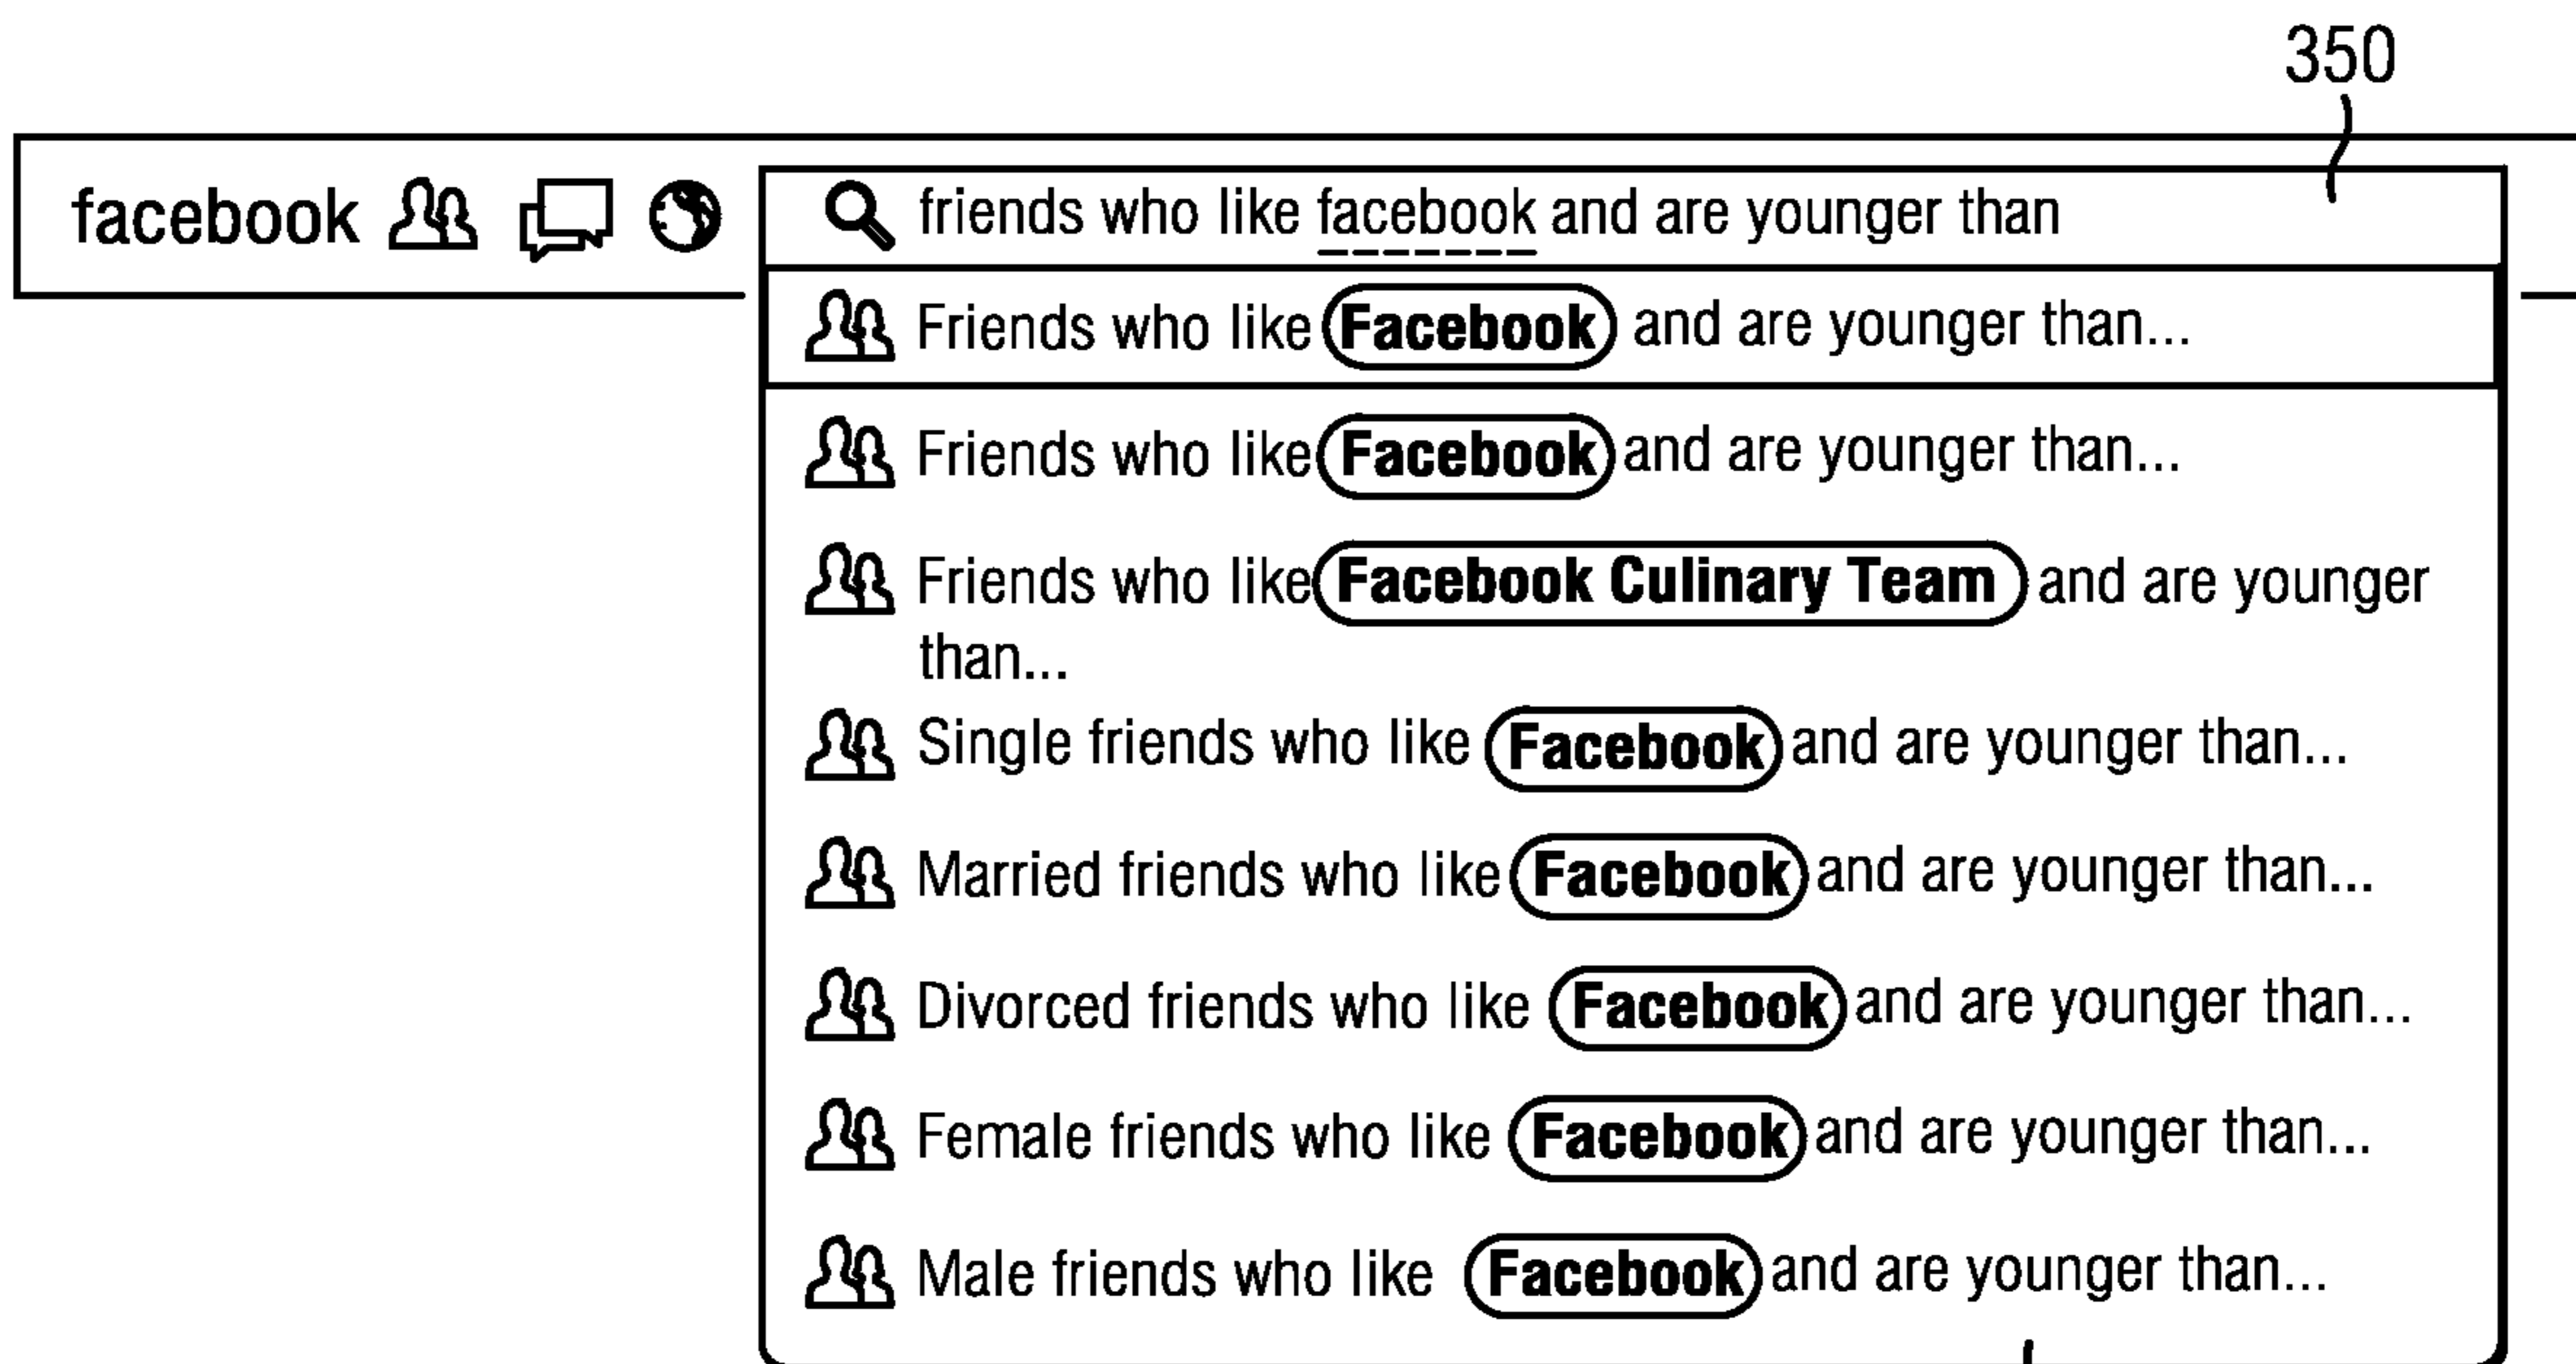 350
facebook friends who like facebook and are younger than
Friends who like Facebook and are younger than...
Friends who like Facebook and are younger than...
Friends who like Facebook Culinary Team and are younger
than...
Single friends who like Facebook and are younger than...
Married friends who like Facebook and are younger than...
Divorced friends who like Facebook and are younger than...
Female friends who like Facebook and are younger than...
Male friends who like Facebook and are younger than...